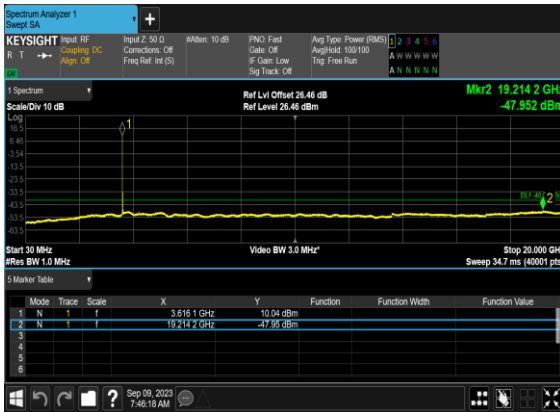 Spectrum Analyzer 1
Swept SA
+
KEYSIGHT Input: RF Input Z: 50 Ω #Atten: 10 dB PNO: Fast Avg Type: Power (RMS) 1 2 3 4 5 6
R T Coupling: DC Corrections: Off Gate: Off Avg|Hold: 100/100 A W W W W W
Align: Off Freq Ref: Int (S) IF Gain: Low Trig: Free Run
LW Sig Track: Off A N N N N N
1 Spectrum Ref Lvl Offset 26.46 dB Mkr2 19.214 2 GHz
Scale/Div 10 dB Ref Level 26.46 dBm -47.952 dBm
Log
1
16.5
6.46
-3.54
-13.5
-23.5
-33.5
2
-43.5
-53.5
-63.5
Start 30 MHz Video BW 3.0 MHz* Stop 20.000 GHz
#Res BW 1.0 MHz Sweep 34.7 ms (40001 pts)
5 Marker Table
Mode Trace Scale X Y Function Function Width Function Value
1 N 1 f 3.616 1 GHz 10.04 dBm
2 N 1 f 19.214 2 GHz -47.95 dBm
3
4
5
6
? Sep 09, 2023
7:46:18 AM